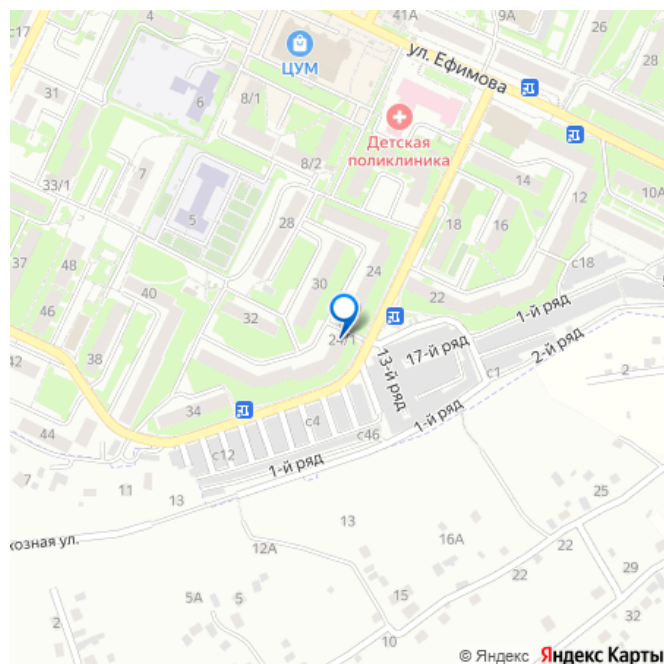 с17
4
41А
9А
26
28
ЦУМ
ул. Ефимова
31
6
8/1
Детская
поликлиника
33/1
7
8/2
14
12
10А
5
28
18
16
37
48
24
с18
40
30
22
46
32
1-й ряд
24/1
17-й ряд
2-й ряд
42
38
13-й ряд
с1
2
34
1-й ряд
44
с4
с46
с12
1-й ряд
7
11
13
25
13
16А
хозная ул.
12А
22
22
29
5А
5
15
32
2
10
© Яндекс
Яндекс Карты